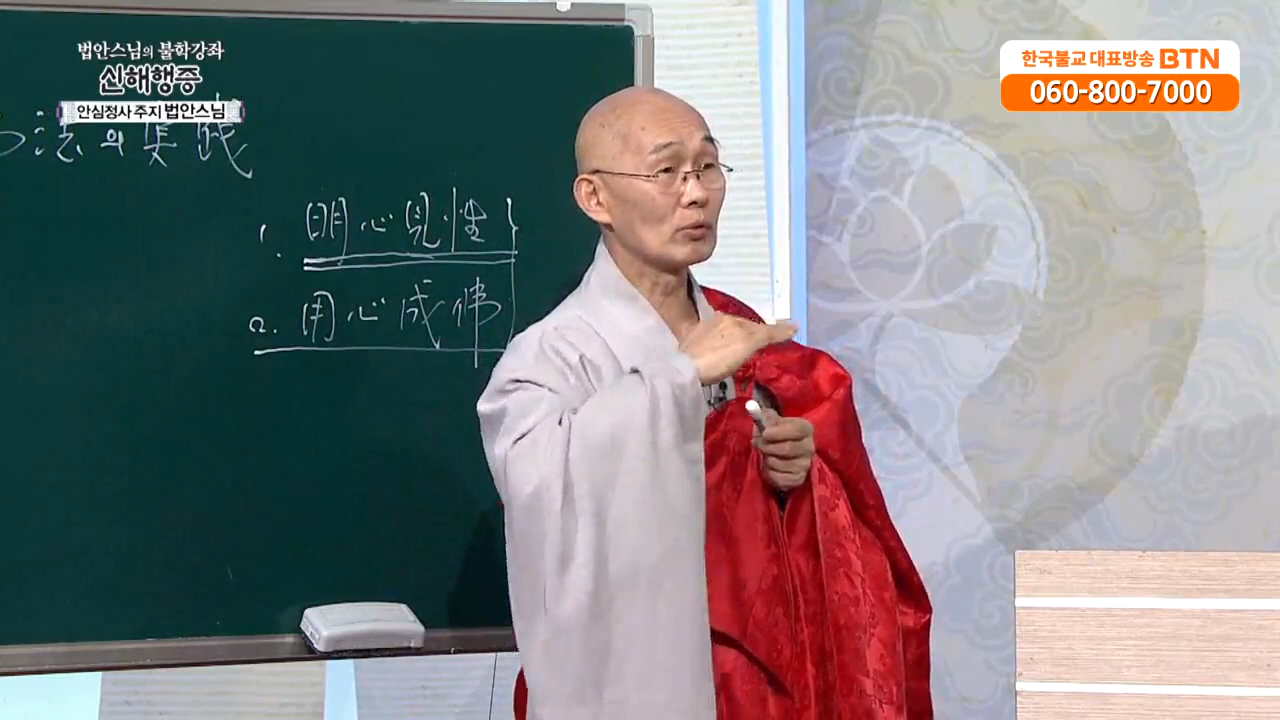 법안스님의 불학강좌
신해행증
안심정사 주지 법안스님
한국불교 대표방송 BTN
060-800-7000
法의 実践
1. 明心見性
2. 用心成佛